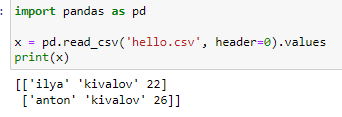 : import pandas as pd
x = pd.read_csv('hello.csv', header=0).values
print(x)
[['ilya' 'kivalov' 22]
['anton' 'kivalov' 26]]